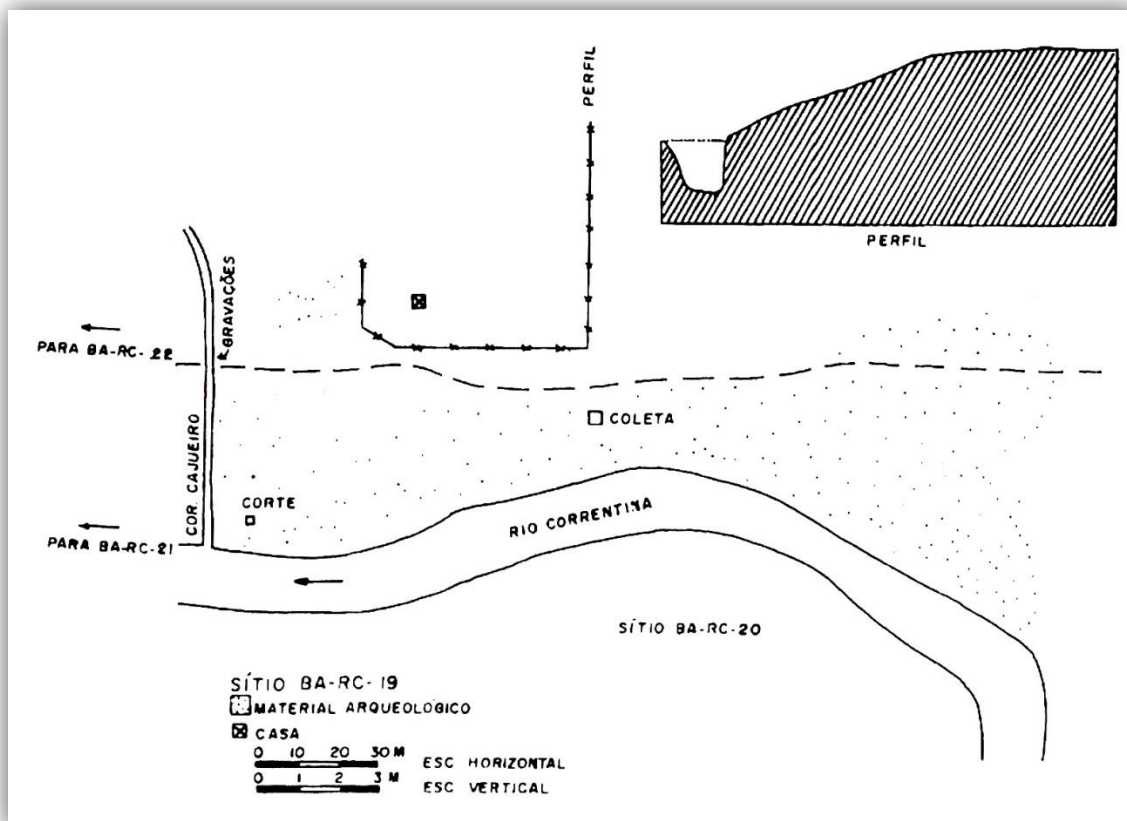 PERFIL
PERFIL
GRAVAÇÕES
PARA BA-RC-22
COLETA
COR. CAJUEIRO
CORTE
RIO CORRENTINA
PARA BA-RC-21
SÍTIO BA-RC-20
SÍTIO BA-RC-19
MATERIAL ARQUEOLÓGICO
CASA
0 10 20 30 M
ESC HORIZONTAL
0 1 2 3 M
ESC VERTICAL